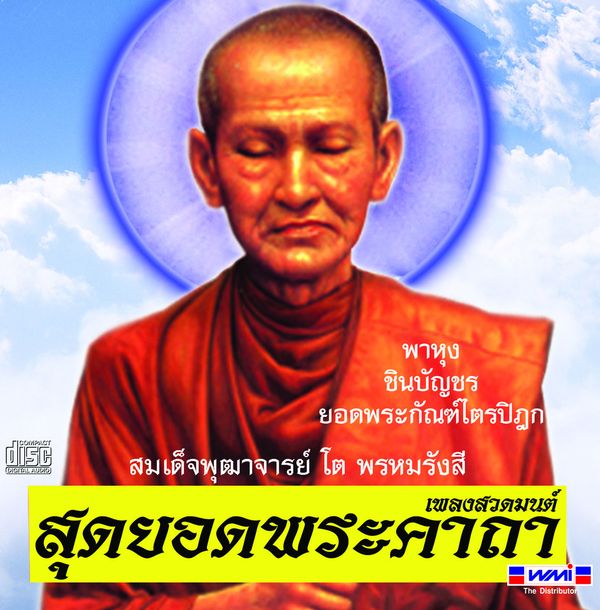 พาหุง
ชินบัญชร
ยอดพระกัณฑ์ไตรปิฎก
COMPACT
disc
DIGITAL AUDIO
สมเด็จพุฒาจารย์ โต พรหมรังสี
เพลงสวดมนต์
สุดยอดพระคาถา
WMi
The Distributor